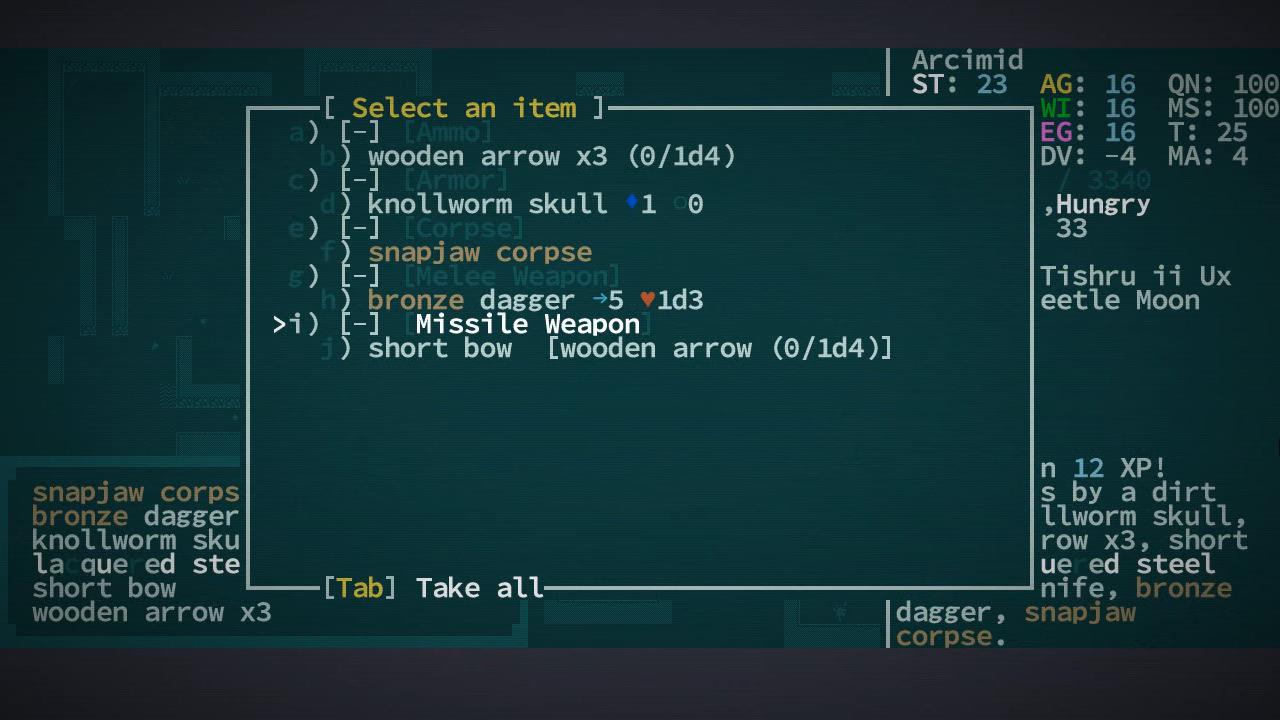 Arcimid
ST: 23 AG: 16 QN: 100
WI: 16 MS: 100
EG: 16 T: 25
DV: -4 MA: 4
/ 3340
,Hungry
33
Tishru ii Ux
eetle Moon
[ Select an item ]
a) [-] [Ammo]
b) wooden arrow x3 (0/1d4)
c) [-] [Armor]
d) knollworm skull ♦1 ○0
e) [-] [Corpse]
f) snapjaw corpse
g) [-] [Melee Weapon]
h) bronze dagger →5 ♥1d3
>i) [-] [Missile Weapon]
j) short bow [wooden arrow (0/1d4)]
[Tab] Take all
snapjaw corps
bronze dagger
knollworm sku
lacquered ste
short bow
wooden arrow x3
n 12 XP!
s by a dirt
llworm skull,
row x3, short
uered steel
nife, bronze
dagger, snapjaw
corpse.